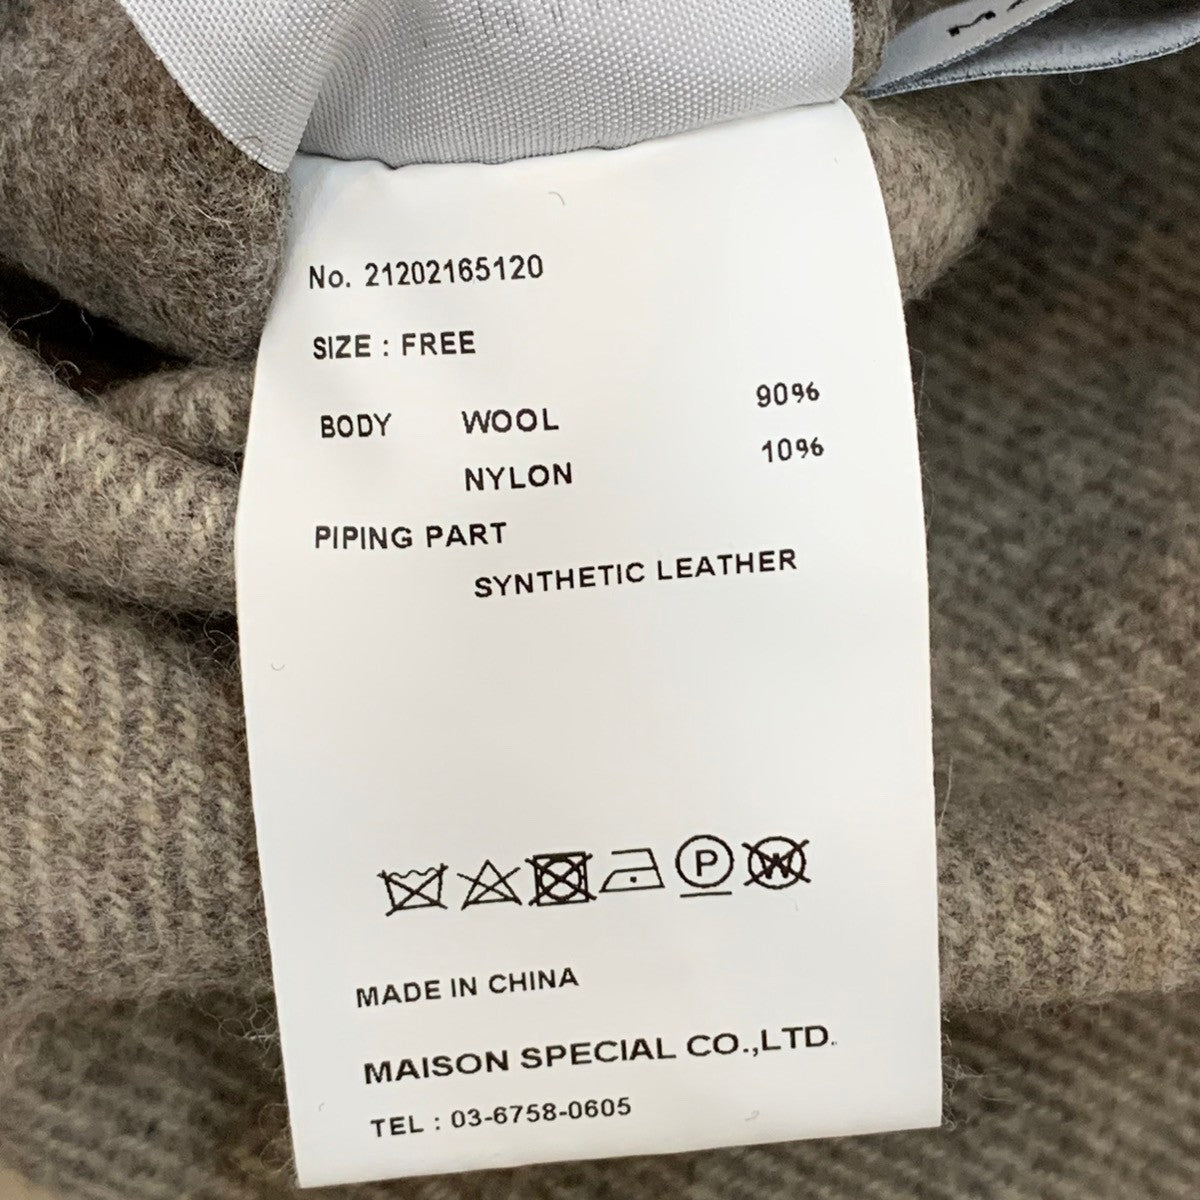 No. 21202165120
SIZE : FREE
BODY WOOL 90%
NYLON 10%
PIPING PART
SYNTHETIC LEATHER
P W
MADE IN CHINA
MAISON SPECIAL CO.,LTD.
TEL : 03-6758-0605